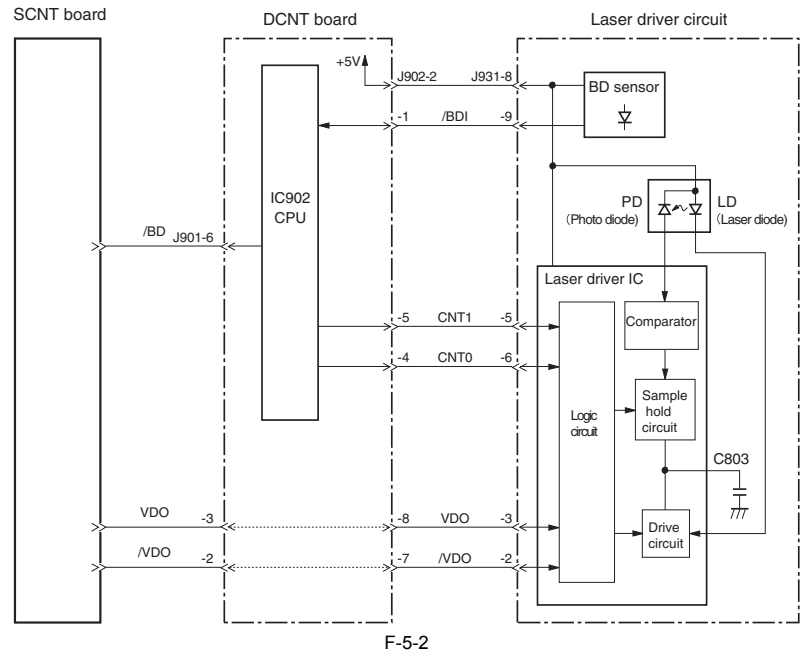 SCNT board
DCNT board
Laser driver circuit
+5V
J902-2
J931-8
BD sensor
-1
/BDI
-9
IC902
CPU
PD
(Photo diode)
LD
(Laser diode)
/BD
J901-6
Laser driver IC
-5
CNT1
-5
Comparator
-4
CNT0
-6
Sample
hold
circuit
Logic
circuit
C803
VDO
-3
-8
VDO
-3
Drive
circuit
/VDO
-2
-7
/VDO
-2
F-5-2